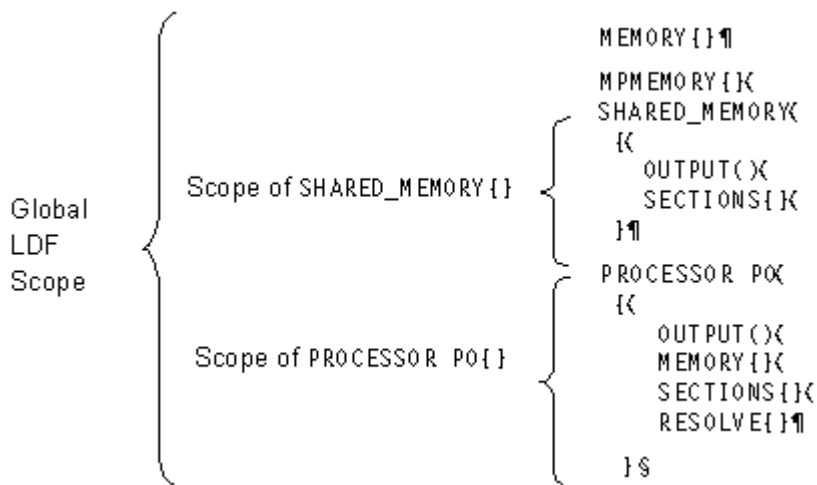 MEMORY{}¶
MPMEMORY{}❮
SHARED_MEMORY❮
{❮
OUTPUT()❮
SECTIONS{}❮
}¶
Scope of SHARED_MEMORY{}
Global
LDF
Scope
PROCESSOR P0❮
{❮
OUTPUT()❮
MEMORY{}❮
SECTIONS{}❮
RESOLVE{}¶
}§
Scope of PROCESSOR P0{}